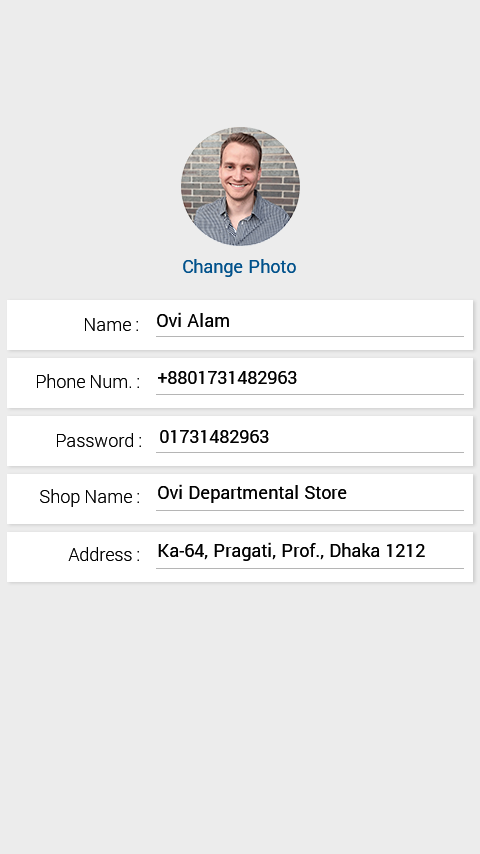 Change Photo
Name : Ovi Alam
Phone Num. : +8801731482963
Password : 01731482963
Shop Name : Ovi Departmental Store
Address : Ka-64, Pragati, Prof., Dhaka 1212